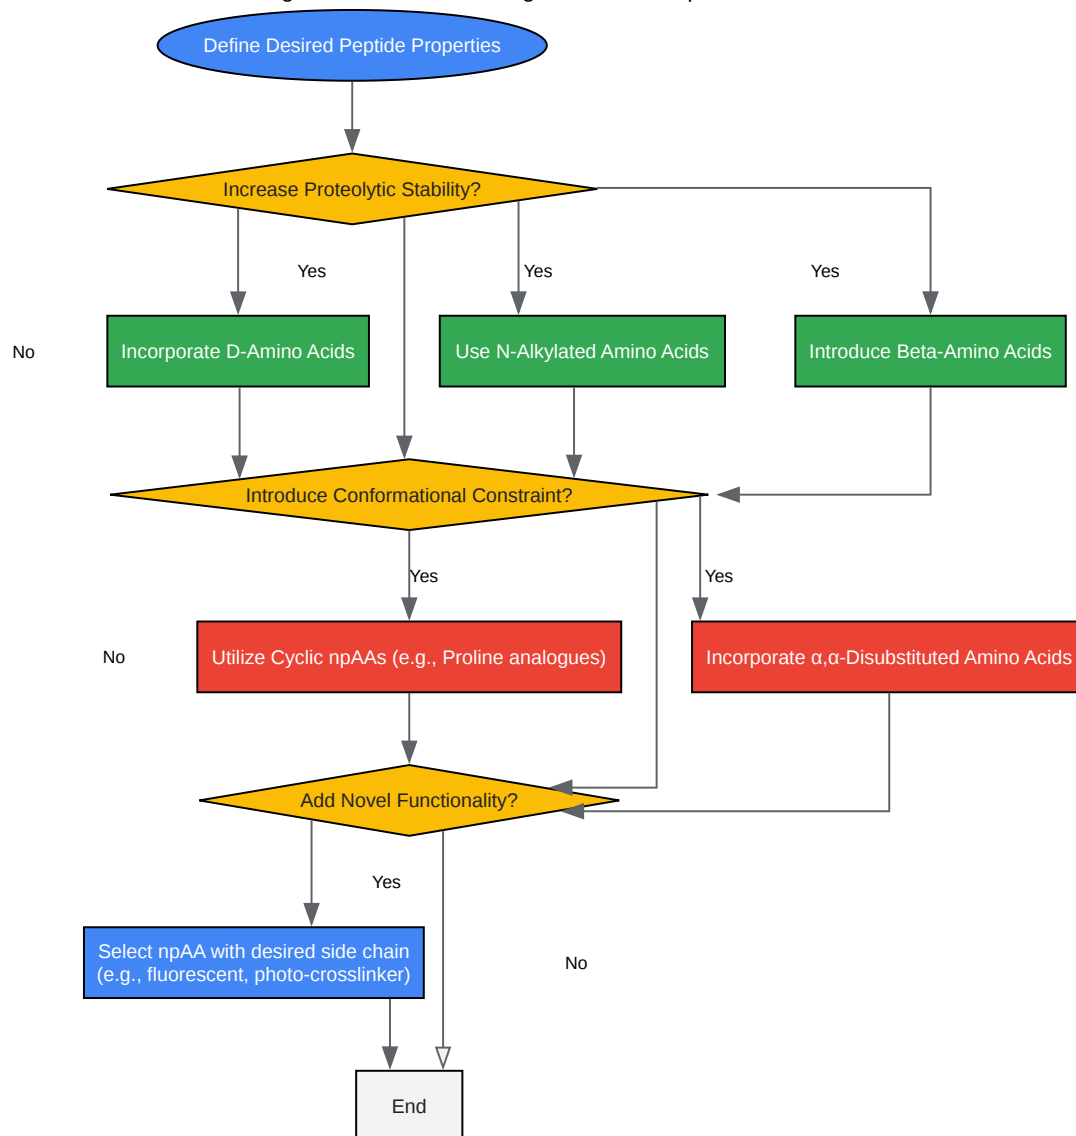 Define Desired Peptide Properties
Increase Proteolytic Stability?
Yes
Yes
Yes
No
Incorporate D-Amino Acids
Use N-Alkylated Amino Acids
Introduce Beta-Amino Acids
Introduce Conformational Constraint?
Yes
Yes
No
Utilize Cyclic npAAs (e.g., Proline analogues)
Incorporate α,α-Disubstituted Amino Acids
Add Novel Functionality?
Yes
Select npAA with desired side chain
(e.g., fluorescent, photo-crosslinker)
No
End